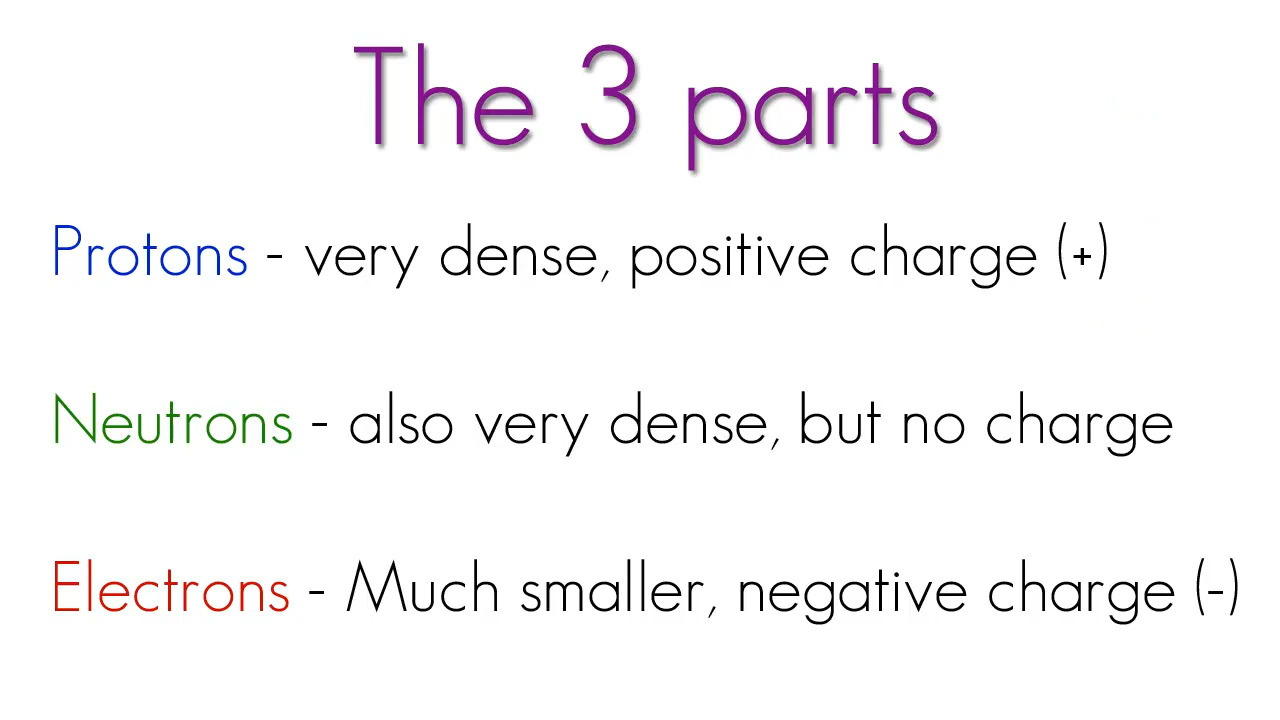 The 3 parts
Protons - very dense, positive charge (+)
Neutrons - also very dense, but no charge
Electrons - Much smaller, negative charge (-)